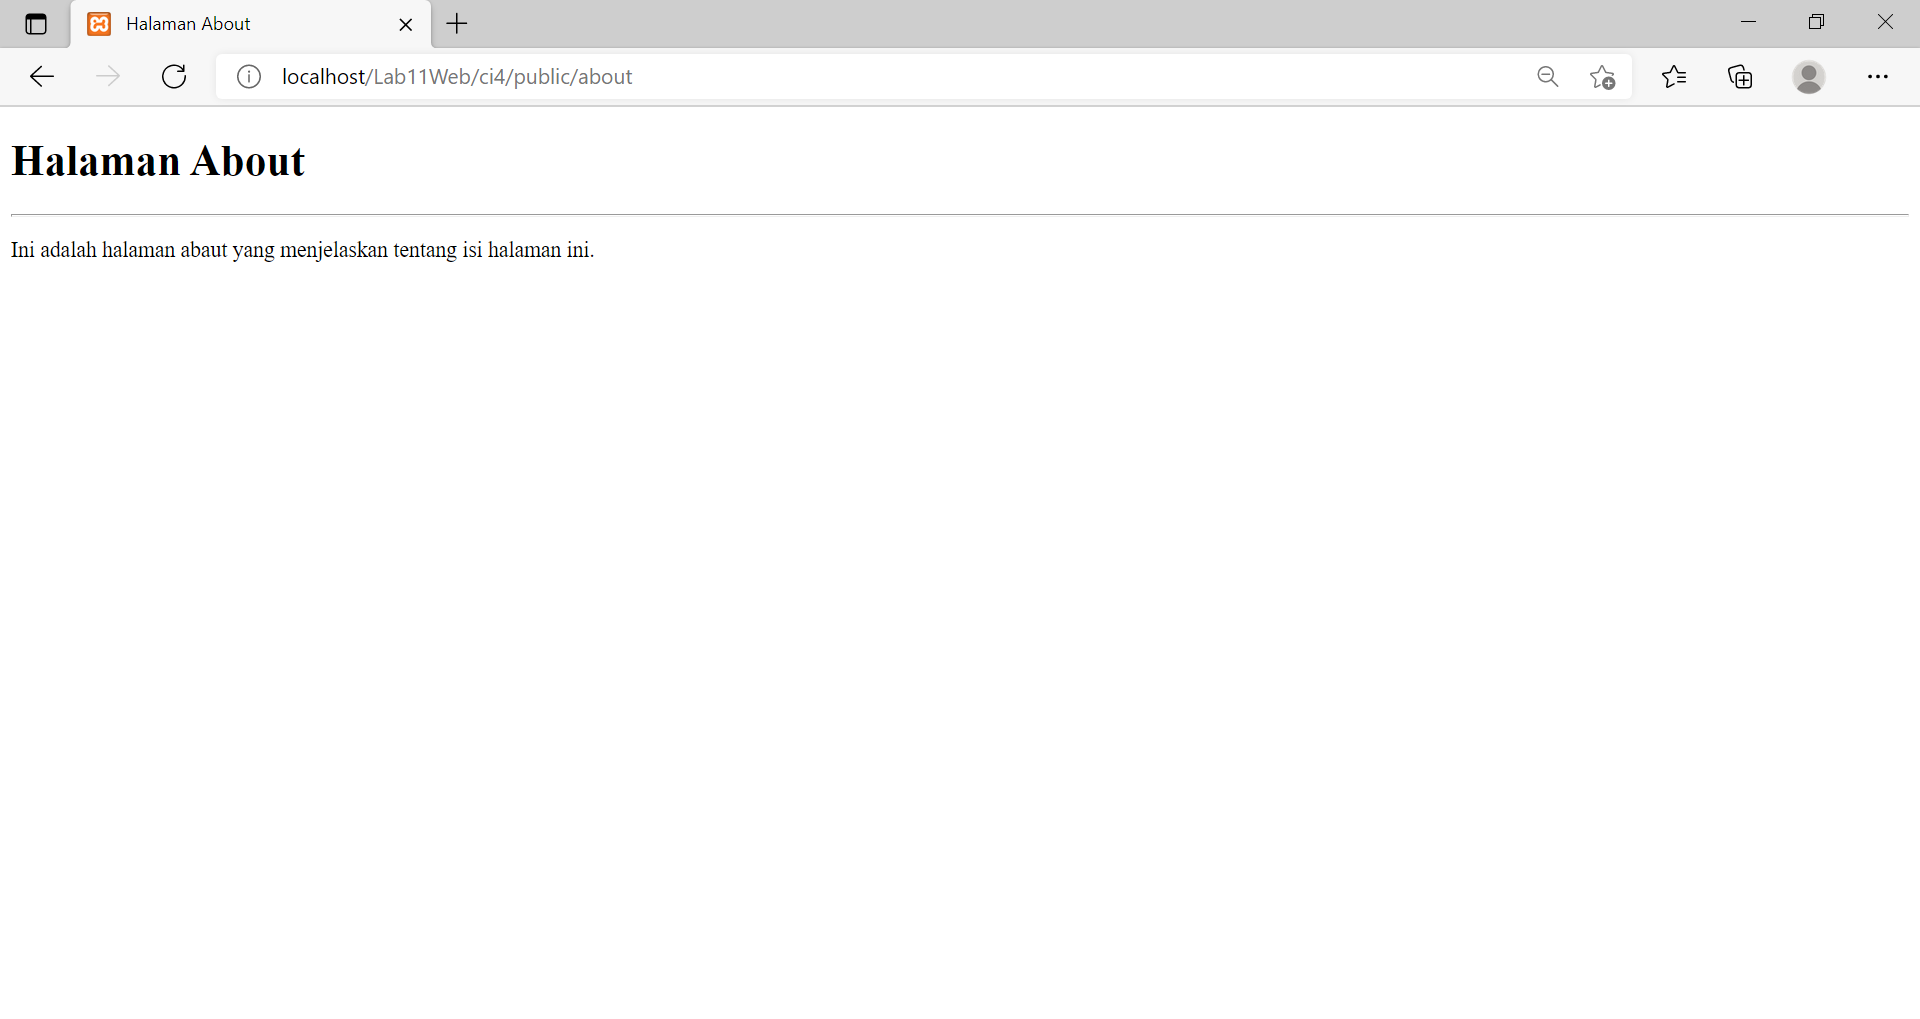 Halaman About
localhost/Lab11Web/ci4/public/about
Halaman About
Ini adalah halaman abaut yang menjelaskan tentang isi halaman ini.